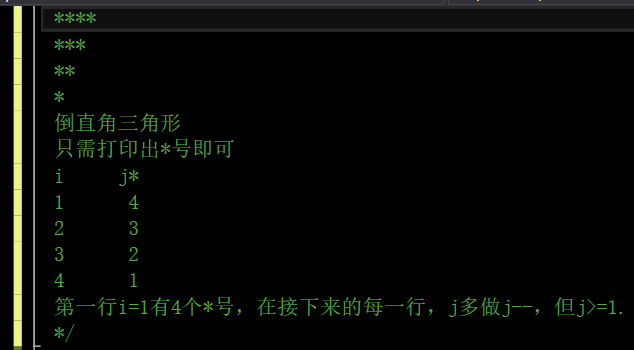 ****
***
**
*
倒直角三角形
只需打印出*号即可
i j*
1 4
2 3
3 2
4 1
第一行i=1有4个*号，在接下来的每一行，j多做j--，但j>=1.
*/